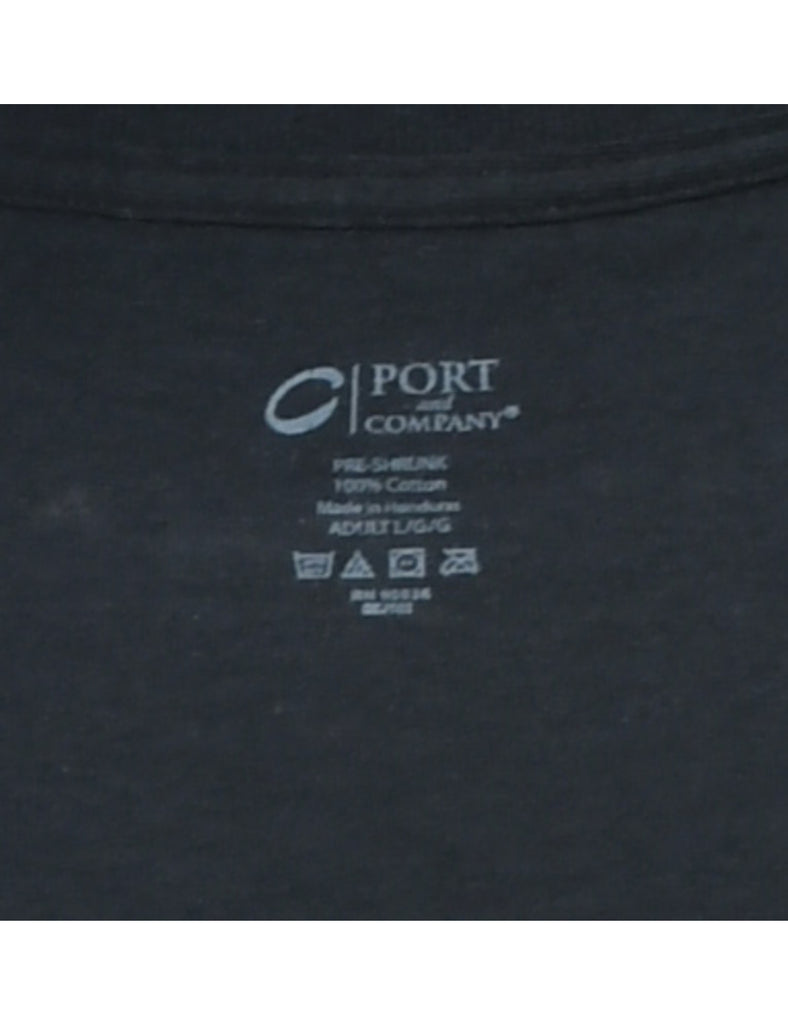 PORT
and
COMPANY®
PRE-SHRUNK
100% Cotton
Made in Honduras
ADULT L/G/G